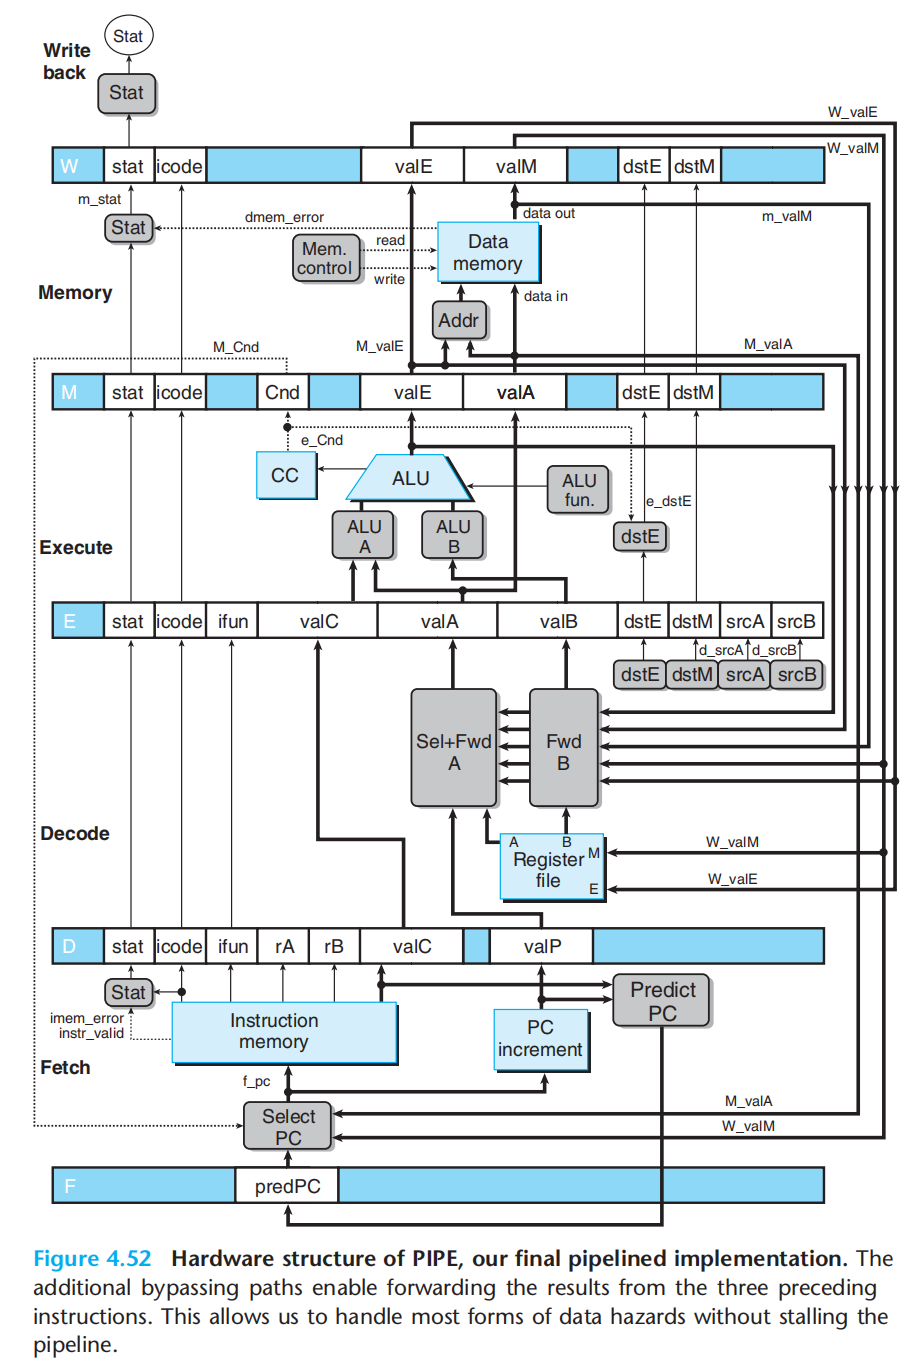 Stat
Write
back
Stat
W_valE
W_valM
W stat icode valE valM dstE dstM
m_stat
data out
m_valM
Stat
dmem_error
Data
memory
Mem.
control
read
write
Memory
data in
Addr
M_Cnd
M_valE
M_valA
M stat icode Cnd valE valA dstE dstM
e_Cnd
CC
ALU
ALU
fun.
e_dstE
ALU
A
ALU
B
dstE
Execute
E stat icode ifun valC valA valB dstE dstM srcA srcB
d_srcA d_srcB
dstE dstM srcA srcB
Sel+Fwd
A
Fwd
B
Decode
A B
Register
file
M
E
W_valM
W_valE
D stat icode ifun rA rB valC valP
Stat
imem_error
instr_valid
Instruction
memory
PC
increment
Predict
PC
Fetch
f_pc
M_valA
W_valM
Select
PC
F predPC
Figure 4.52 Hardware structure of PIPE, our final pipelined implementation. The
additional bypassing paths enable forwarding the results from the three preceding
instructions. This allows us to handle most forms of data hazards without stalling the
pipeline.